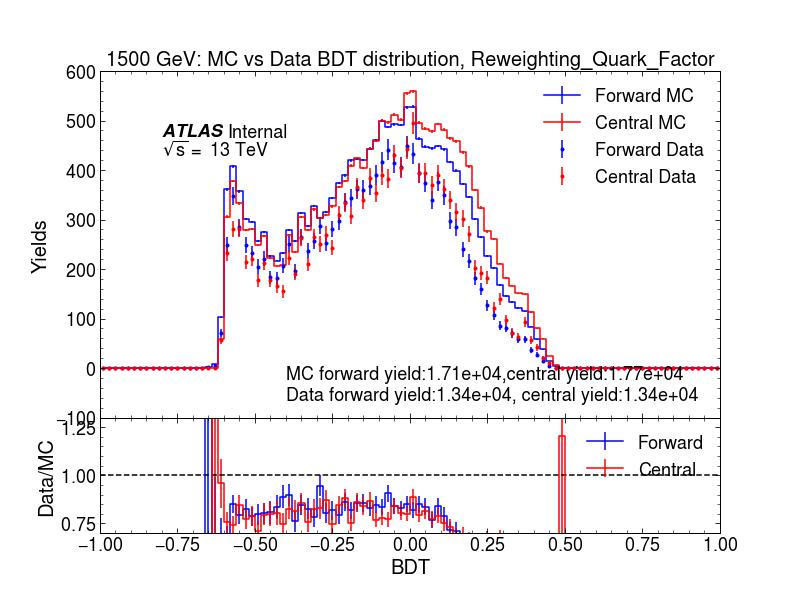 1500 GeV: MC vs Data BDT distribution, Reweighting_Quark_Factor
600
500
400
300
200
100
0
−100
Yields
ATLAS Internal
√s = 13 TeV
Forward MC
Central MC
Forward Data
Central Data
MC forward yield:1.71e+04,central yield:1.77e+04
Data forward yield:1.34e+04, central yield:1.34e+04
1.25
1.00
0.75
Data/MC
Forward
Central
−1.00 −0.75 −0.50 −0.25 0.00 0.25 0.50 0.75 1.00
BDT